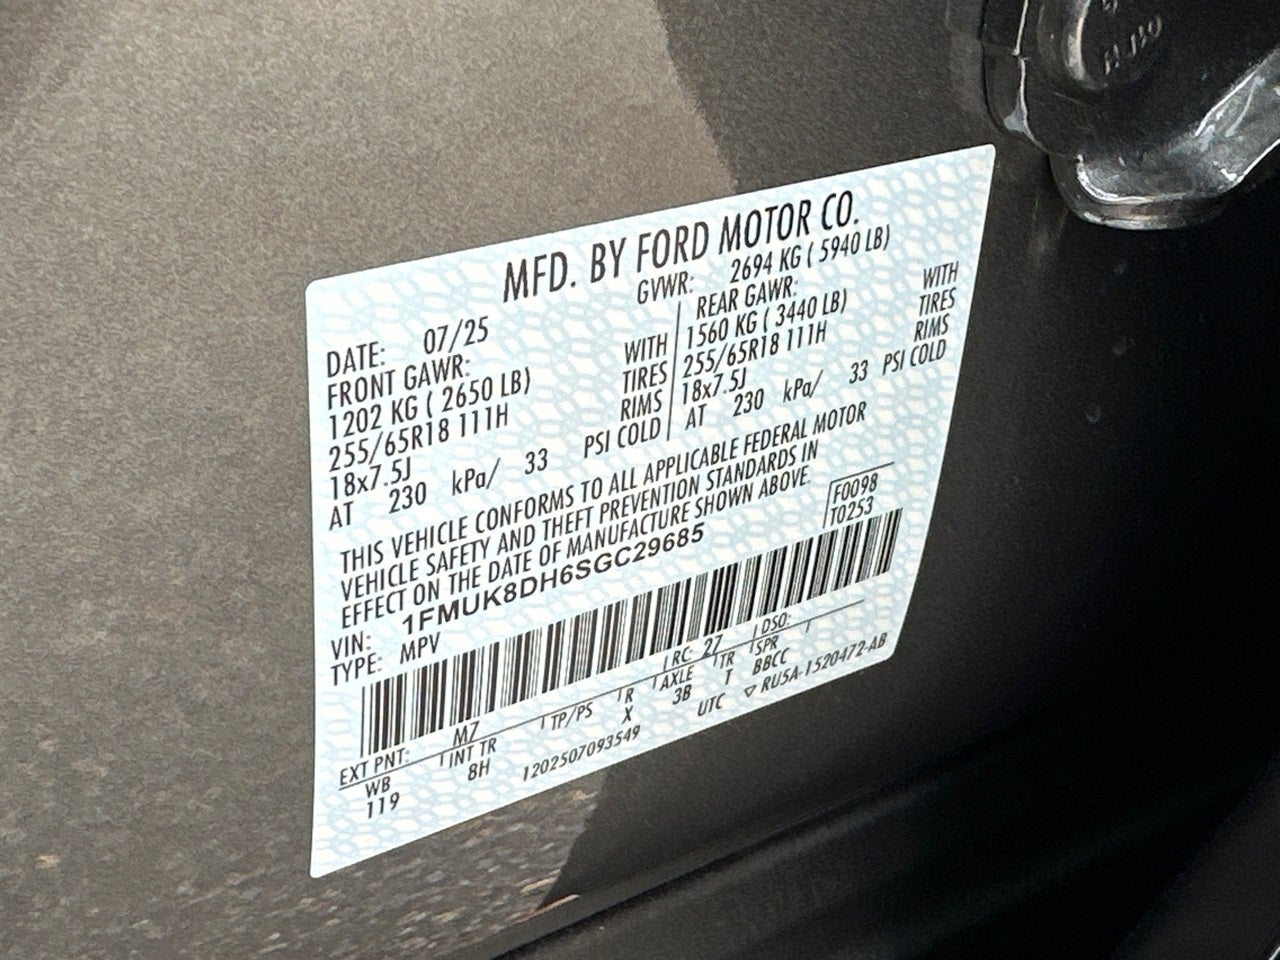 MFD. BY FORD MOTOR CO.
DATE: 07/25 GVWR: 2694 KG ( 5940 LB)
FRONT GAWR: REAR GAWR:
1202 KG ( 2650 LB) WITH 1560 KG ( 3440 LB) WITH
255/65R18 111H TIRES 255/65R18 111H TIRES
18x7.5J RIMS 18x7.5J RIMS
AT 230 kPa/ 33 PSI COLD AT 230 kPa/ 33 PSI COLD
THIS VEHICLE CONFORMS TO ALL APPLICABLE FEDERAL MOTOR
VEHICLE SAFETY AND THEFT PREVENTION STANDARDS IN
EFFECT ON THE DATE OF MANUFACTURE SHOWN ABOVE.
F0098
T0253
VIN: 1FMUK8DH6SGC29685
TYPE: MPV
EXT PNT: M7 RC: 27 DSO:
WB INT TR TP/PS R AXLE TR SPR
119 8H X 3B T BBCC
1202507093549 UTC ▽ RU5A-1520472-AB